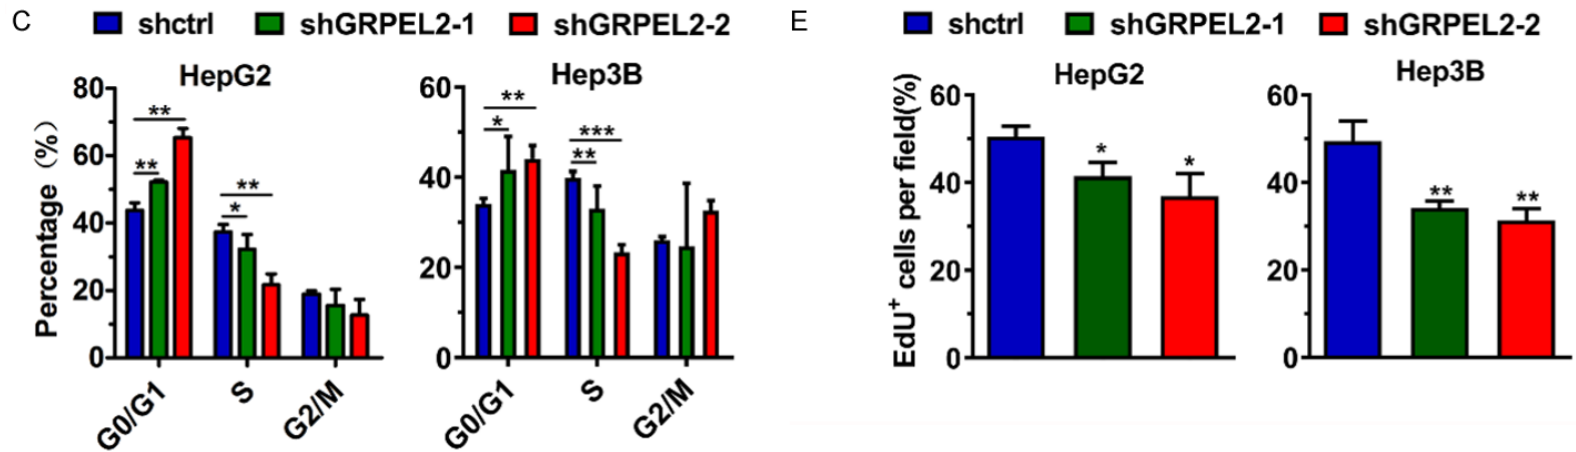 C
shctrl shGRPEL2-1 shGRPEL2-2
HepG2
Percentage (%)
80
60
40
20
0
** **
* **
G0/G1 S G2/M
Hep3B
60
40
20
0
* **
** ***
G0/G1 S G2/M
E
shctrl shGRPEL2-1 shGRPEL2-2
HepG2
EdU+ cells per field(%)
60
40
20
0
* *
Hep3B
60
40
20
0
** **